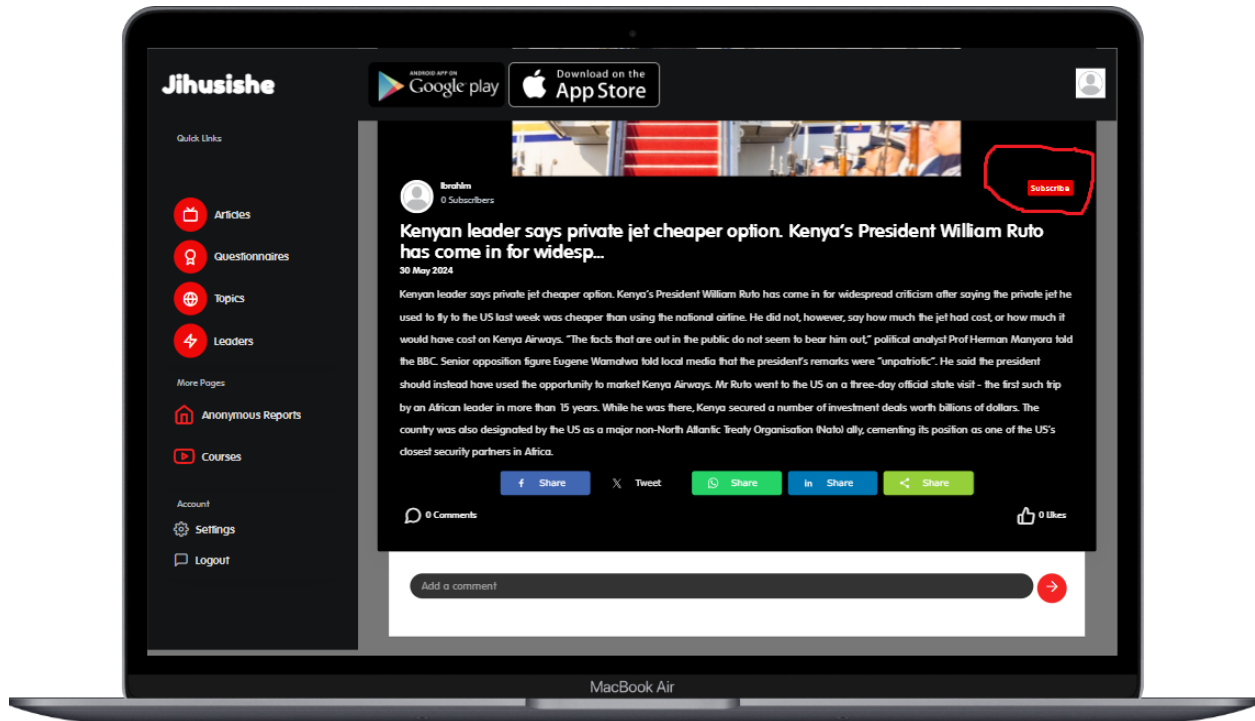 Jihusishe
ANDROID APP ON
Google play
Download on the
App Store
Quick Links
Articles
Questionnaires
Topics
Leaders
More Pages
Anonymous Reports
Courses
Account
Settings
Logout
Ibrahim
0 Subscribers
Subscribe
Kenyan leader says private jet cheaper option. Kenya's President William Ruto
has come in for widesp...
30 May 2024
Kenyan leader says private jet cheaper option. Kenya's President William Ruto has come in for widespread criticism after saying the private jet he
used to fly to the US last week was cheaper than using the national airline. He did not, however, say how much the jet had cost, or how much it
would have cost on Kenya Airways. "The facts that are out in the public do not seem to bear him out," political analyst Prof Herman Manyora told
the BBC. Senior opposition figure Eugene Wamalwa told local media that the president's remarks were "unpatriotic". He said the president
should instead have used the opportunity to market Kenya Airways. Mr Ruto went to the US on a three-day official state visit - the first such trip
by an African leader in more than 15 years. While he was there, Kenya secured a number of investment deals worth billions of dollars. The
country was also designated by the US as a major non-North Atlantic Treaty Organisation (Nato) ally, cementing its position as one of the US's
closest security partners in Africa.
f Share
X Tweet
Share
in Share
Share
0 Comments
0 Likes
Add a comment
MacBook Air